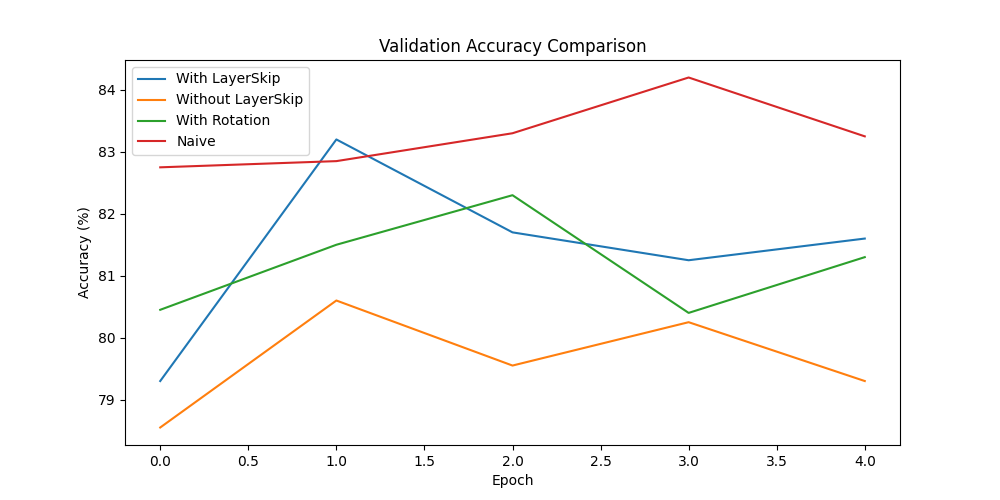 Validation Accuracy Comparison
With LayerSkip
Without LayerSkip
With Rotation
Naive
Accuracy (%)
84
83
82
81
80
79
0.0 0.5 1.0 1.5 2.0 2.5 3.0 3.5 4.0
Epoch